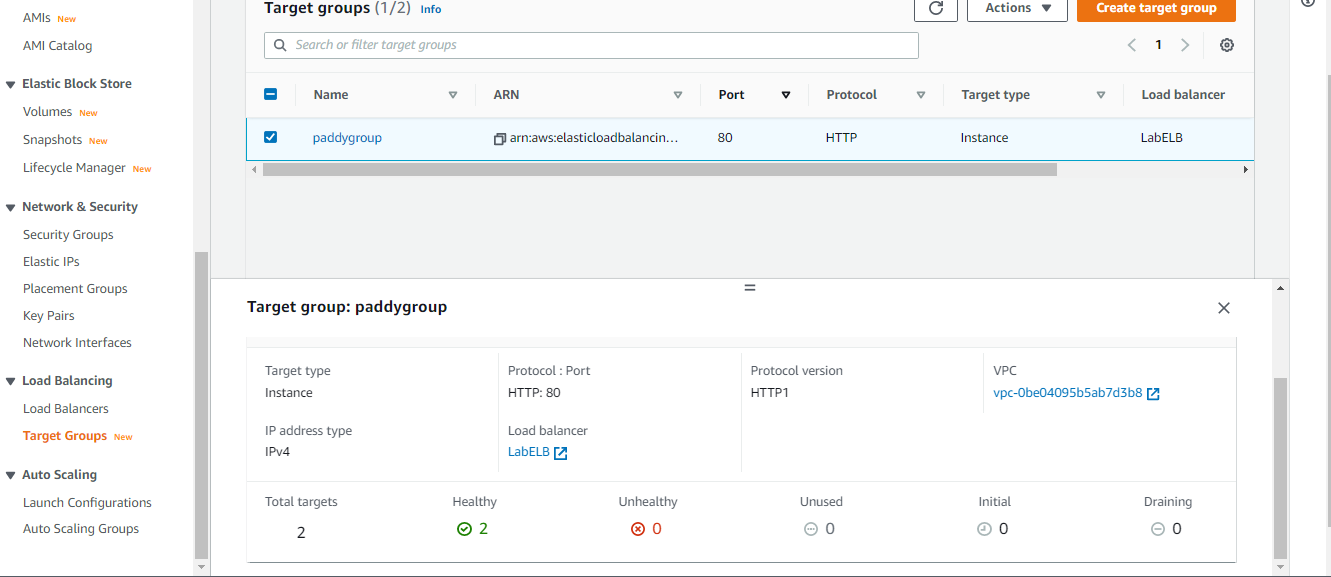 AMIs New
AMI Catalog
Elastic Block Store
Volumes New
Snapshots New
Lifecycle Manager New
Network & Security
Security Groups
Elastic IPs
Placement Groups
Key Pairs
Network Interfaces
Load Balancing
Load Balancers
Target Groups New
Auto Scaling
Launch Configurations
Auto Scaling Groups
Target groups (1/2) Info
Actions
Create target group
Search or filter target groups
1
Name ARN Port Protocol Target type Load balancer
paddygroup arn:aws:elasticloadbalancin... 80 HTTP Instance LabELB
Target group: paddygroup
Target type Protocol : Port Protocol version VPC
Instance HTTP: 80 HTTP1 vpc-0be04095b5ab7d3b8
IP address type Load balancer
IPv4 LabELB
Total targets Healthy Unhealthy Unused Initial Draining
2 2 0 0 0 0